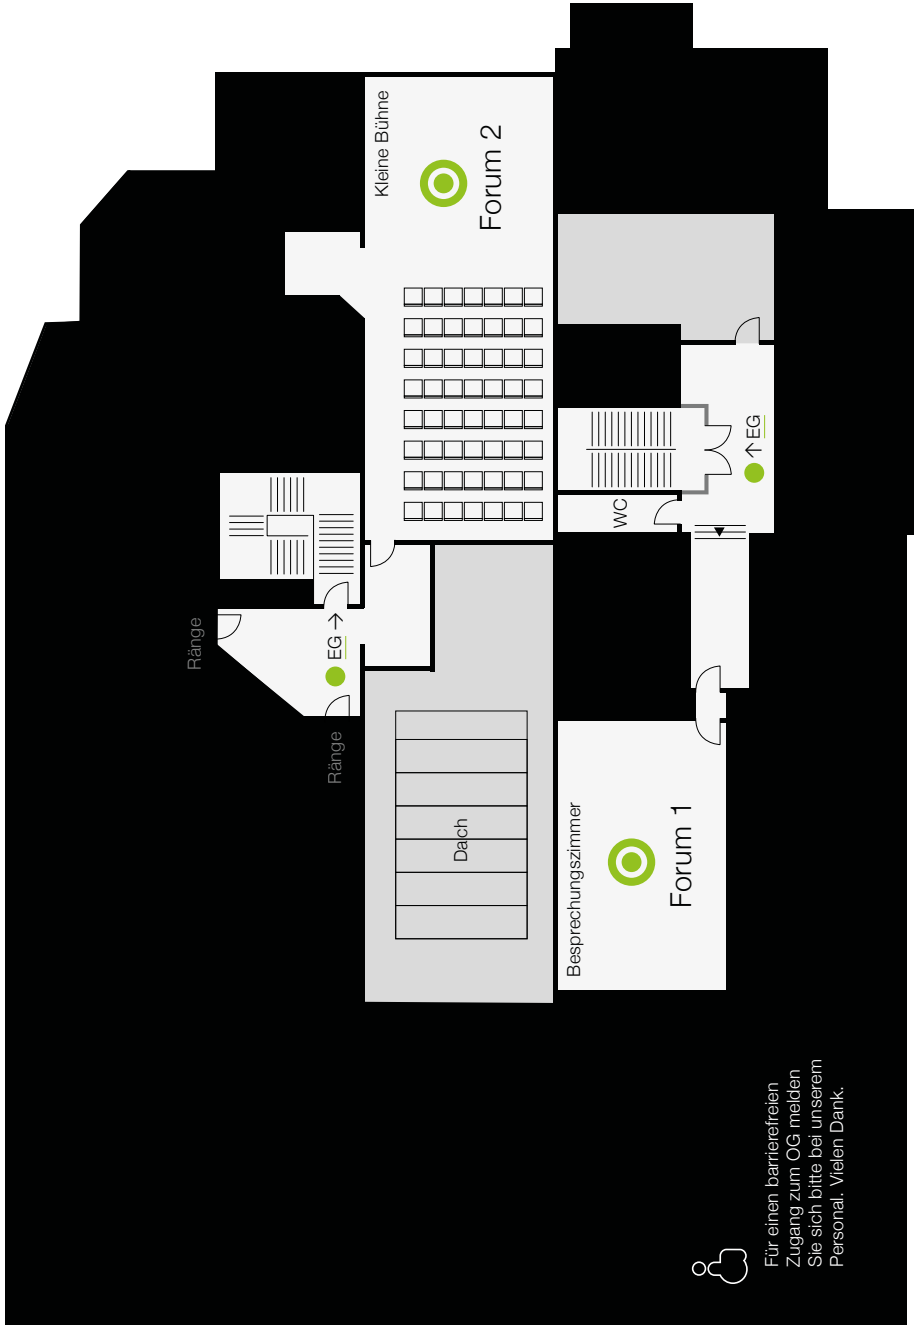 Kleine Bühne
Forum 2
↑ EG
WC
Ränge
EG →
Ränge
Dach
Besprechungszimmer
Forum 1
Für einen barrierefreien
Zugang zum OG melden
Sie sich bitte bei unserem
Personal. Vielen Dank.